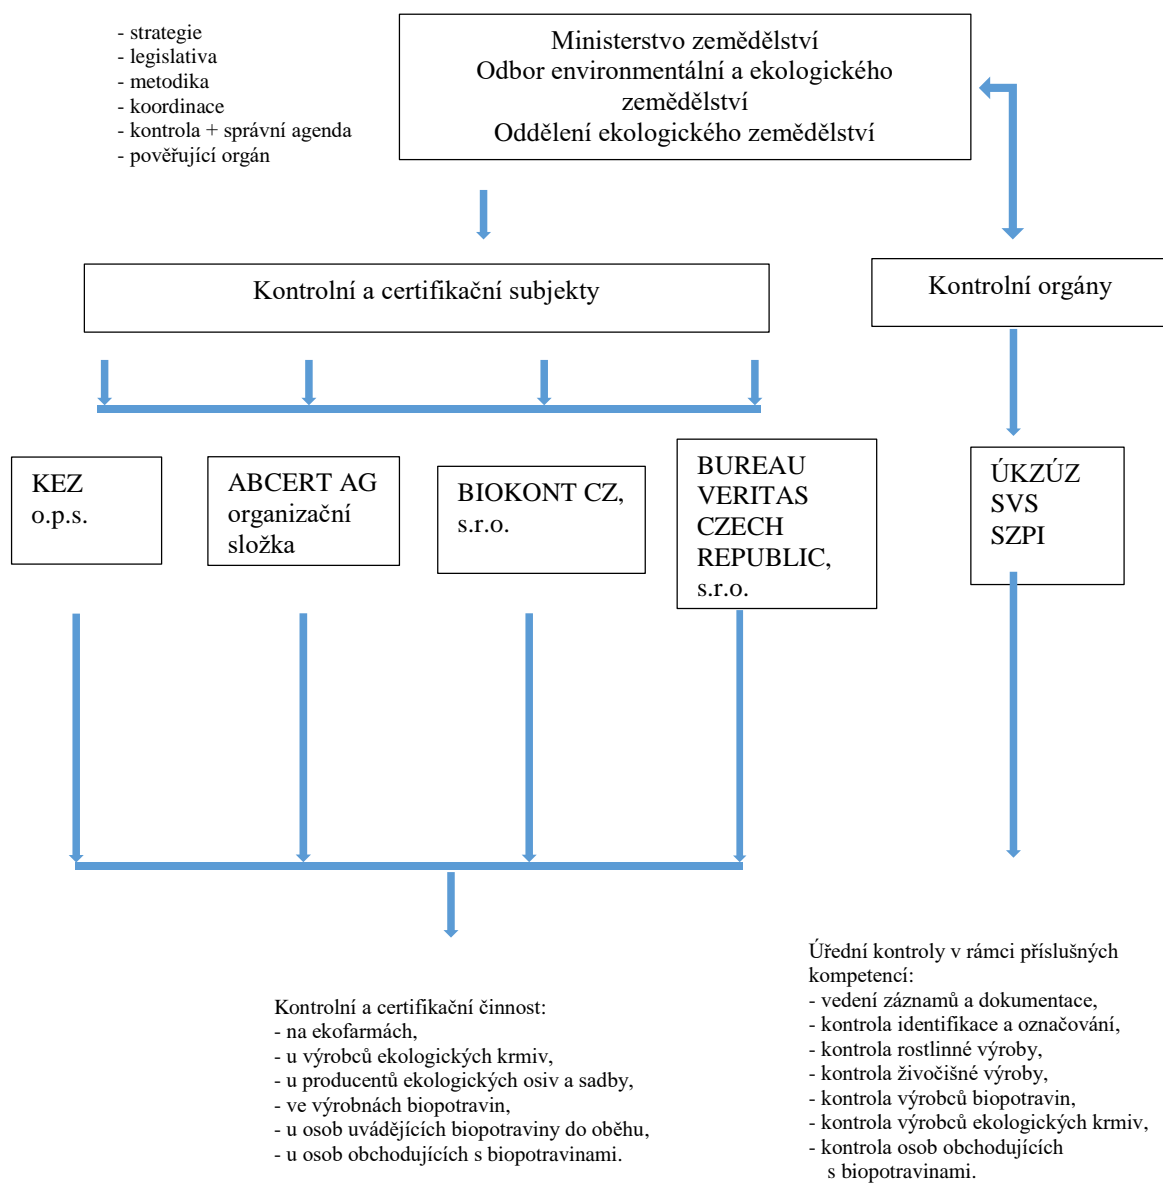 - strategie
- legislativa
- metodika
- koordinace
- kontrola + správní agenda
- pověřující orgán
Ministerstvo zemědělství
Odbor environmentální a ekologického
zemědělství
Oddělení ekologického zemědělství
Kontrolní a certifikační subjekty
Kontrolní orgány
KEZ
o.p.s.
ABCERT AG
organizační
složka
BIOKONT CZ,
s.r.o.
BUREAU
VERITAS
CZECH
REPUBLIC,
s.r.o.
ÚKZÚZ
SVS
SZPI
Kontrolní a certifikační činnost:
- na ekofarmách,
- u výrobců ekologických krmiv,
- u producentů ekologických osiv a sadby,
- ve výrobnách biopotravin,
- u osob uvádějících biopotraviny do oběhu,
- u osob obchodujících s biopotravinami.
Úřední kontroly v rámci příslušných
kompetencí:
- vedení záznamů a dokumentace,
- kontrola identifikace a označování,
- kontrola rostlinné výroby,
- kontrola živočišné výroby,
- kontrola výrobců biopotravin,
- kontrola výrobců ekologických krmiv,
- kontrola osob obchodujících
s biopotravinami.